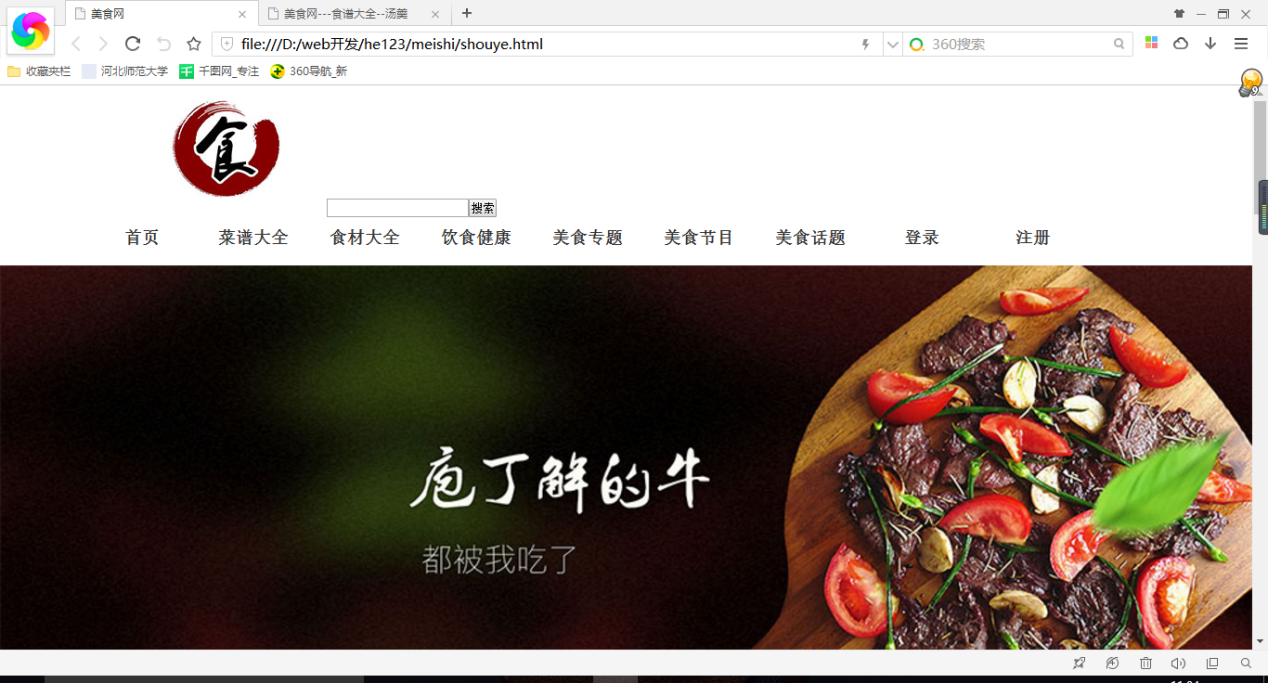 美食网
美食网---食谱大全--汤羹
file:///D:/web开发/he123/meishi/shouye.html
360搜索
收藏夹栏
河北师范大学
千图网_专注
360导航_新
9
食
搜索
首页
菜谱大全
食材大全
饮食健康
美食专题
美食节目
美食话题
登录
注册
庖丁解的牛
都被我吃了